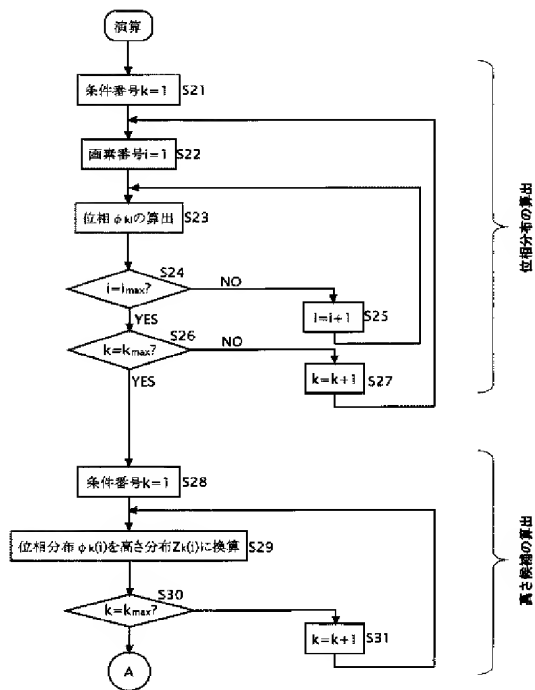 演算
条件番号k=1 S21
画素番号i=1 S22
位相φkiの算出 S23
i=imax? S24
NO
i=i+1 S25
YES
k=kmax? S26
NO
k=k+1 S27
YES
位相分布の算出
条件番号k=1 S28
位相分布φk(i)を高さ分布Zk(i)に換算 S29
k=kmax? S30
k=k+1 S31
A
高さ候補の算出